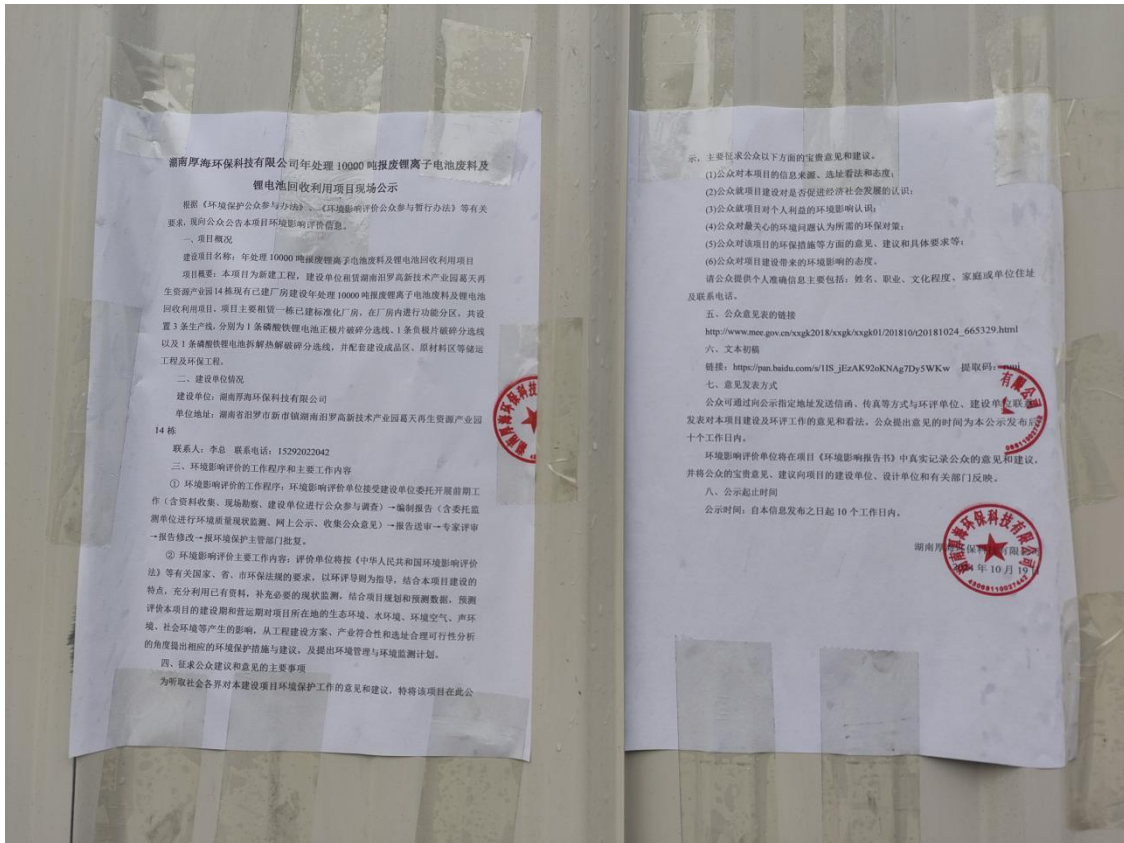 湖南厚海环保科技有限公司年处理 10000 吨报废锂离子电池废料及
锂电池回收利用项目现场公示
根据《环境保护公众参与办法》、《环境影响评价公众参与暂行办法》等有关
要求,现向公众公告本项目环境影响评价信息。
一、项目概况
建设项目名称:年处理 10000 吨报废锂离子电池废料及锂电池回收利用项目
项目概要:本项目为新建工程,建设单位租赁湖南汨罗高新技术产业园葛天再
生资源产业园 14 栋现有已建厂房建设年处理 10000 吨报废锂离子电池废料及锂电池
回收利用项目。项目主要租赁一栋已建标准化厂房,在厂房内进行功能分区,共设
置 3 条生产线,分别为 1 条磷酸铁锂电池正极片破碎分选线、1 条负极片破碎分选线
以及 1 条磷酸铁锂电池拆解热解破碎分选线,并配套建设成品区、原材料区等储运
工程及环保工程。
二、建设单位情况
建设单位:湖南厚海环保科技有限公司
单位地址:湖南省汨罗市新市镇湖南汨罗高新技术产业园葛天再生资源产业园
14 栋
联系人:李总 联系电话:15292022042
三、环境影响评价的工作程序和主要工作内容
① 环境影响评价的工作程序:环境影响评价单位接受建设单位委托开展前期工
作(含资料收集、现场勘察、建设单位进行公众参与调查)→编制报告(含委托监
测单位进行环境质量现状监测、网上公示、收集公众意见)→报告送审→专家评审
→报告修改→报环境保护主管部门批复。
② 环境影响评价主要工作内容:评价单位将按《中华人民共和国环境影响评价
法》等有关国家、省、市环保法规的要求,以环评导则为指导,结合本项目建设的
特点,充分利用已有资料,补充必要的现状监测,结合项目规划和预测数据,预测
评价本项目的建设期和营运期对项目所在地的生态环境、水环境、环境空气、声环
境、社会环境等产生的影响,从工程建设方案、产业符合性和选址合理可行性分析
的角度提出相应的环境保护措施与建议,及提出环境管理与环境监测计划。
四、征求公众建议和意见的主要事项
为听取社会各界对本建设项目环境保护工作的意见和建议,特将该项目在此公
示,主要征求公众以下方面的宝贵意见和建议。
(1)公众对本项目的信息来源、选址看法和态度;
(2)公众就项目建设对是否促进经济社会发展的认识;
(3)公众就项目对个人利益的环境影响认识;
(4)公众对最关心的环境问题认为所需的环保对策;
(5)公众对该项目的环保措施等方面的意见、建议和具体要求等;
(6)公众对项目建设带来的环境影响的态度。
请公众提供个人准确信息主要包括:姓名、职业、文化程度、家庭或单位住址
及联系电话。
五、公众意见表的链接
http://www.mee.gov.cn/xxgk2018/xxgk/xxgk01/201810/t20181024_665329.html
六、文本初稿
链接:https://pan.baidu.com/s/1IS_jEzAK92oKNAg7Dy5WKw 提取码:
七、意见发表方式
公众可通过向公示指定地址发送信函、传真等方式与环评单位、建设单位联系
发表对本项目建设及环评工作的意见和看法。公众提出意见的时间为本公示发布后
十个工作日内。
环境影响评价单位将在项目《环境影响报告书》中真实记录公众的意见和建议,
并将公众的宝贵意见、建议向项目的建设单位、设计单位和有关部门反映。
八、公示起止时间
公示时间:自本信息发布之日起 10 个工作日内。
湖南厚海环保科技有限公司
年 10 月 19 日
湖南厚海环保科技有限公司
有限公司
湖南厚海环保科技有限公司